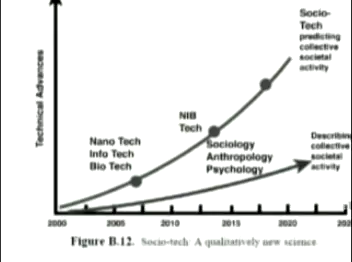 Socio-
Tech
predicting
collective
societal
activity
Technical Advances
NIB
Tech
Nano Tech
Info Tech
Bio Tech
Sociology
Anthropology
Psychology
Describing
collective
societal
activity
2000 2005 2010 2015 2020
Figure B.12. Socio-tech: A qualitatively new science